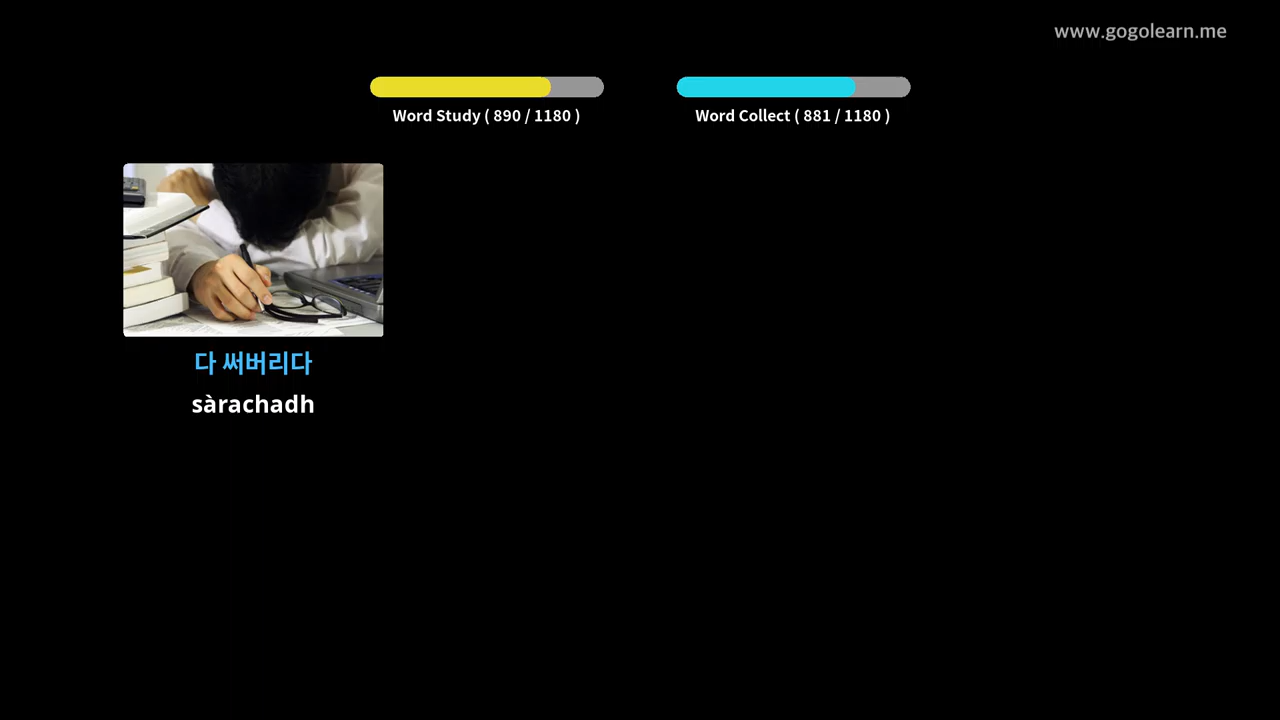 www.gogolearn.me
Word Study ( 890 / 1180 )
Word Collect ( 881 / 1180 )
다 써버리다
sàrachadh